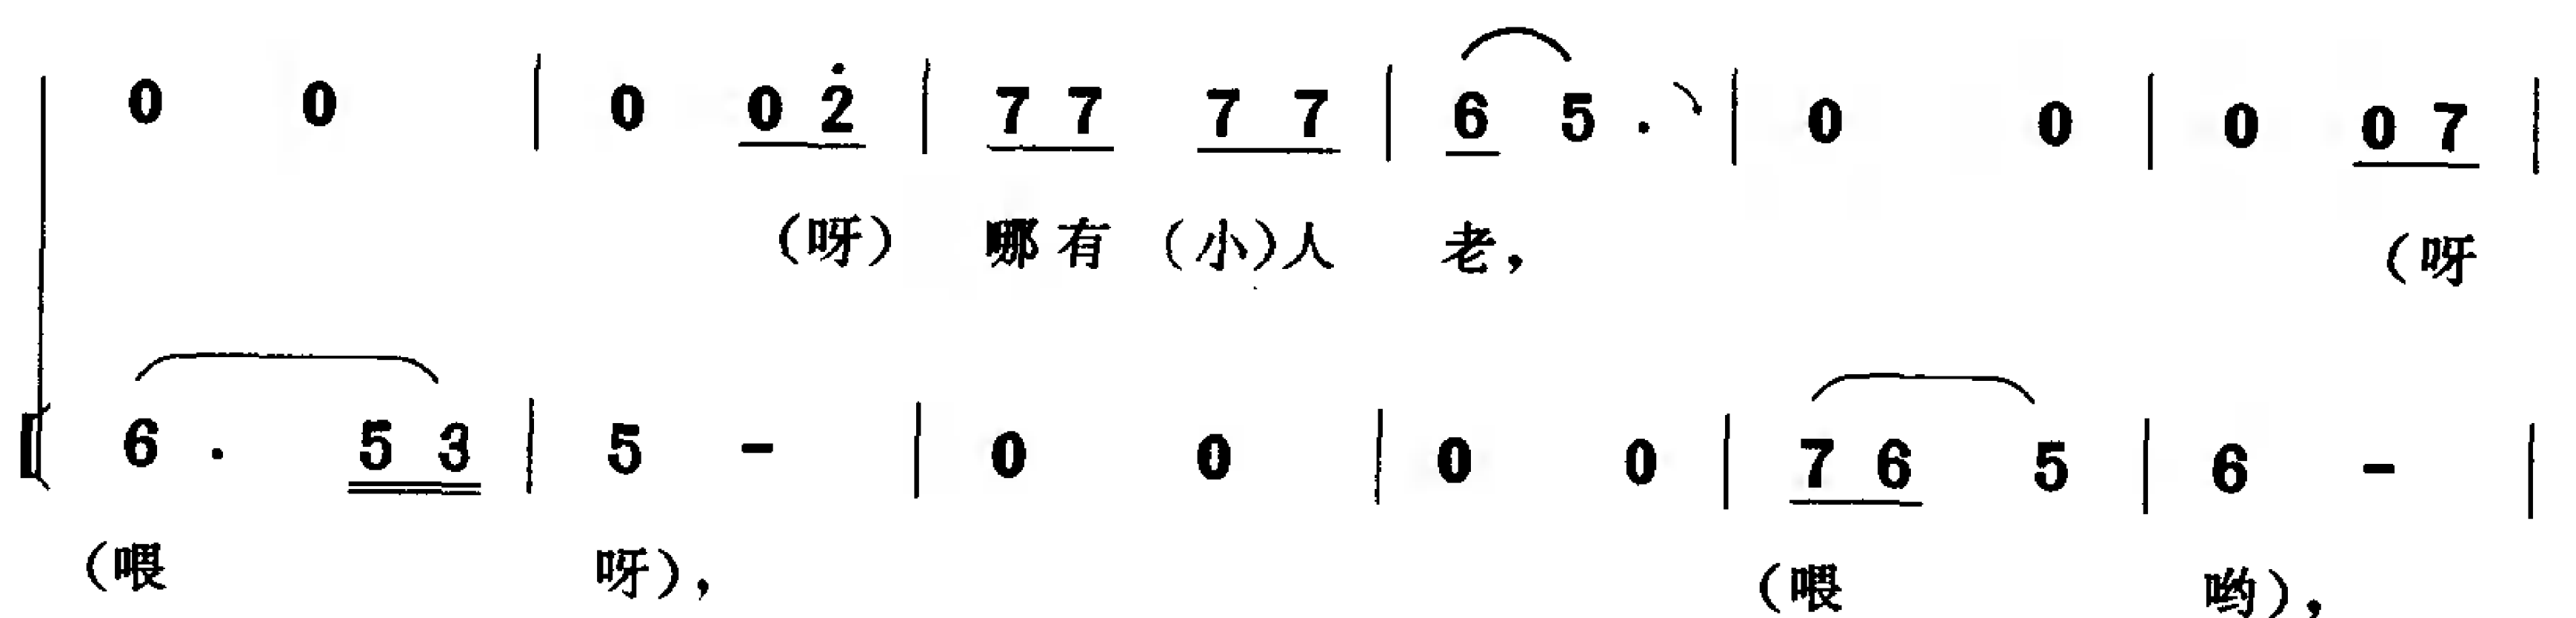 0 0 | 0 0 2̇ | 7 7 7 7 | 6 5 . | 0 0 | 0 0 7 |
(呀) 哪有 (小)人 老, (呀
6 . 5 3 | 5 - | 0 0 | 0 0 | 7 6 5 | 6 - |
(喂 呀), (喂 哟),